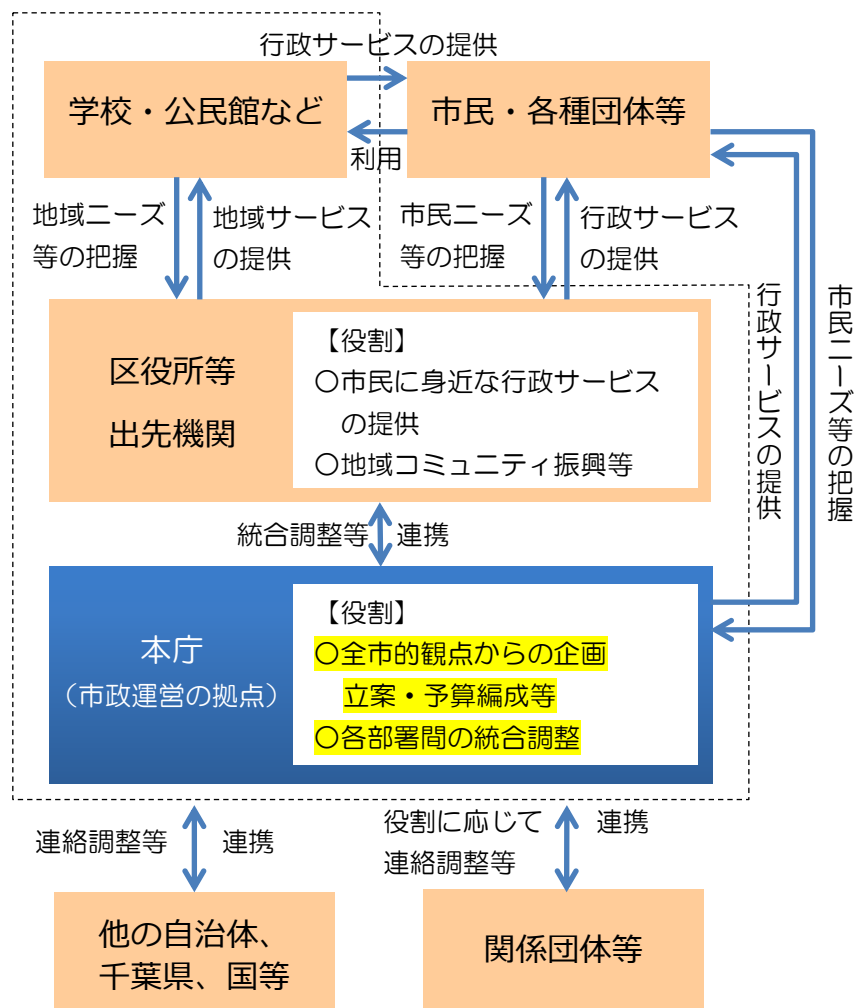 行政サービスの提供
学校・公民館など
市民・各種団体等
利用
地域ニーズ
等の把握
地域サービス
の提供
市民ニーズ
等の把握
行政サービス
の提供
行政サービスの提供
市民ニーズ等の把握
区役所等
出先機関
【役割】
〇市民に身近な行政サービス
の提供
〇地域コミュニティ振興等
統合調整等
連携
本庁
（市政運営の拠点）
【役割】
〇全市的観点からの企画
立案・予算編成等
〇各部署間の統合調整
連絡調整等
連携
役割に応じて
連絡調整等
連携
他の自治体、
千葉県、国等
関係団体等